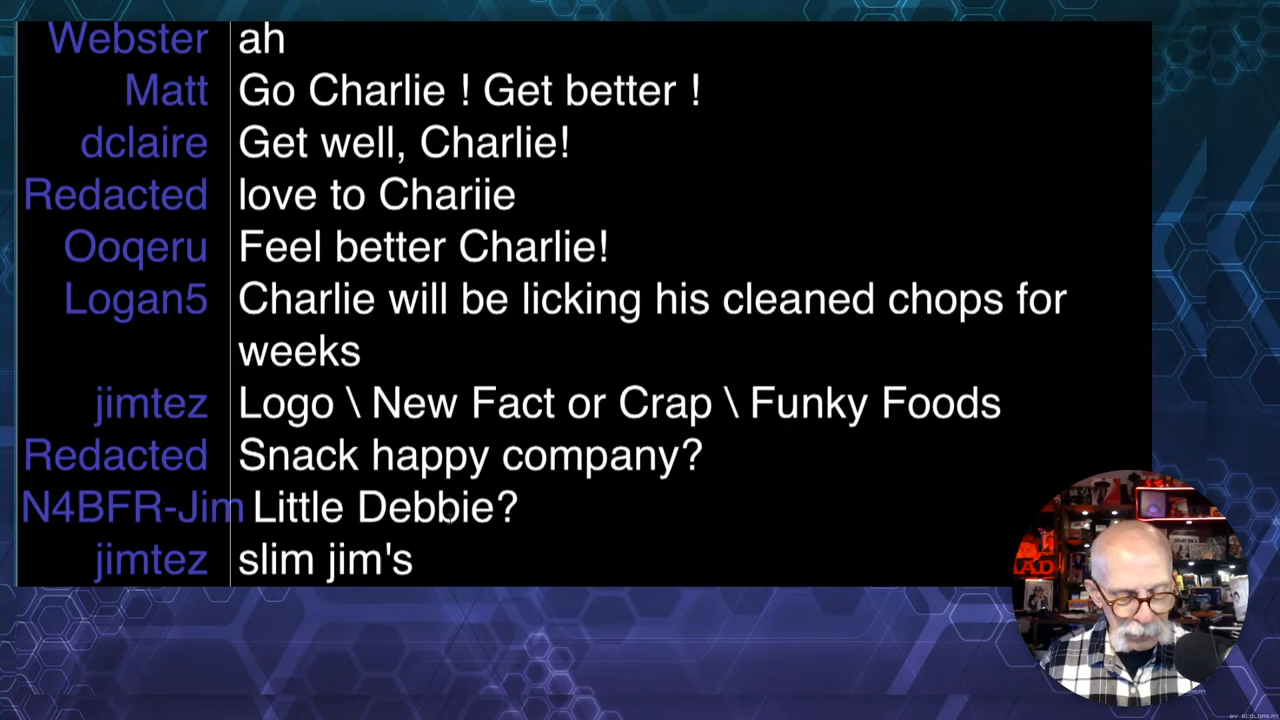 Webster ah
Matt Go Charlie ! Get better !
dclaire Get well, Charlie!
Redacted love to Chariie
Ooqeru Feel better Charlie!
Logan5 Charlie will be licking his cleaned chops for
weeks
jimtez Logo \ New Fact or Crap \ Funky Foods
Redacted Snack happy company?
N4BFR-Jim Little Debbie?
jimtez slim jim's